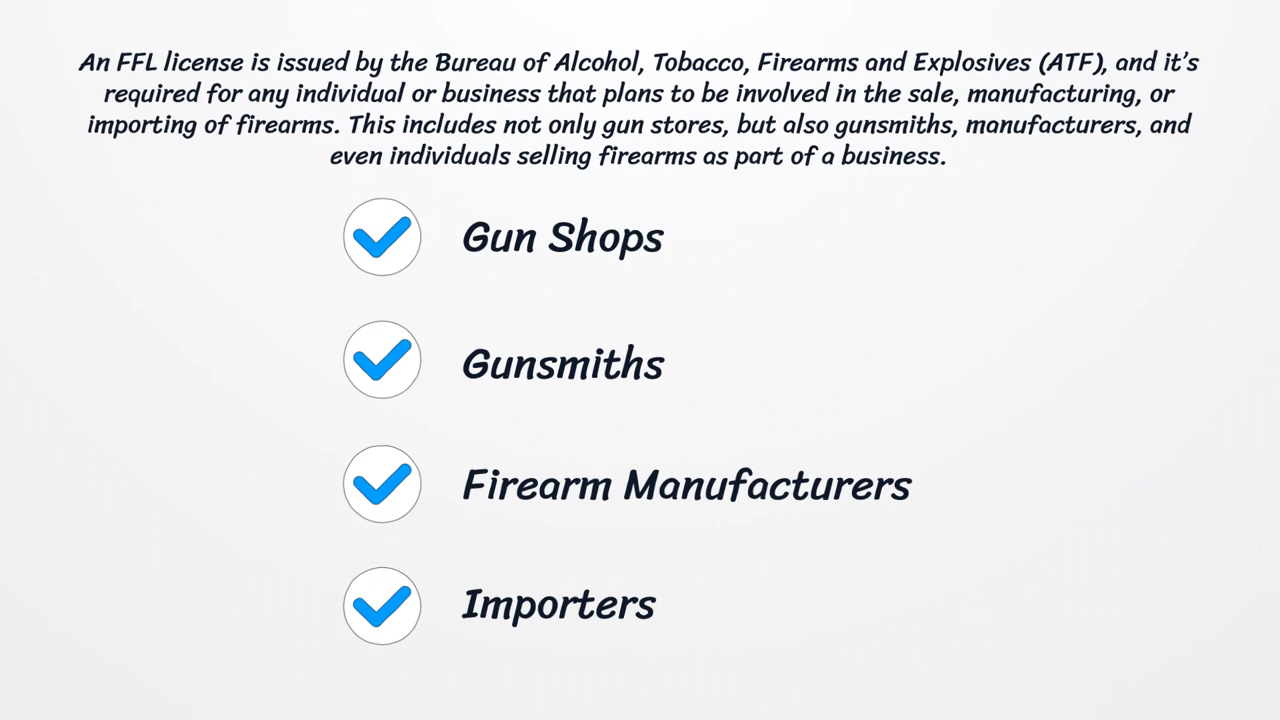 An FFL license is issued by the Bureau of Alcohol, Tobacco, Firearms and Explosives (ATF), and it’s
required for any individual or business that plans to be involved in the sale, manufacturing, or
importing of firearms. This includes not only gun stores, but also gunsmiths, manufacturers, and
even individuals selling firearms as part of a business.
Gun Shops
Gunsmiths
Firearm Manufacturers
Importers